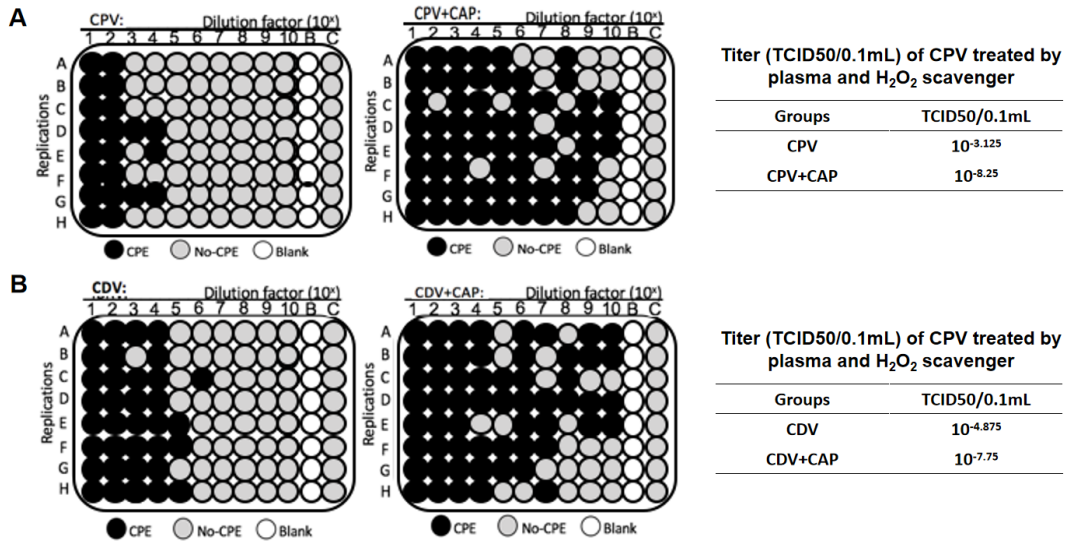 A
CPV: Dilution factor (10ˣ)
1 2 3 4 5 6 7 8 9 10 B C
Replications
A
B
C
D
E
F
G
H
CPE No-CPE Blank
CPV+CAP: Dilution factor (10ˣ)
1 2 3 4 5 6 7 8 9 10 B C
Replications
A
B
C
D
E
F
G
H
CPE No-CPE Blank
Titer (TCID50/0.1mL) of CPV treated by
plasma and H₂O₂ scavenger
Groups TCID50/0.1mL
CPV 10⁻³·¹²⁵
CPV+CAP 10⁻⁸·²⁵
B
CDV: Dilution factor (10ˣ)
1 2 3 4 5 6 7 8 9 10 B C
Replications
A
B
C
D
E
F
G
H
CPE No-CPE Blank
CDV+CAP: Dilution factor (10ˣ)
1 2 3 4 5 6 7 8 9 10 B C
Replications
A
B
C
D
E
F
G
H
CPE No-CPE Blank
Titer (TCID50/0.1mL) of CPV treated by
plasma and H₂O₂ scavenger
Groups TCID50/0.1mL
CDV 10⁻⁴·⁸⁷⁵
CDV+CAP 10⁻⁷·⁷⁵